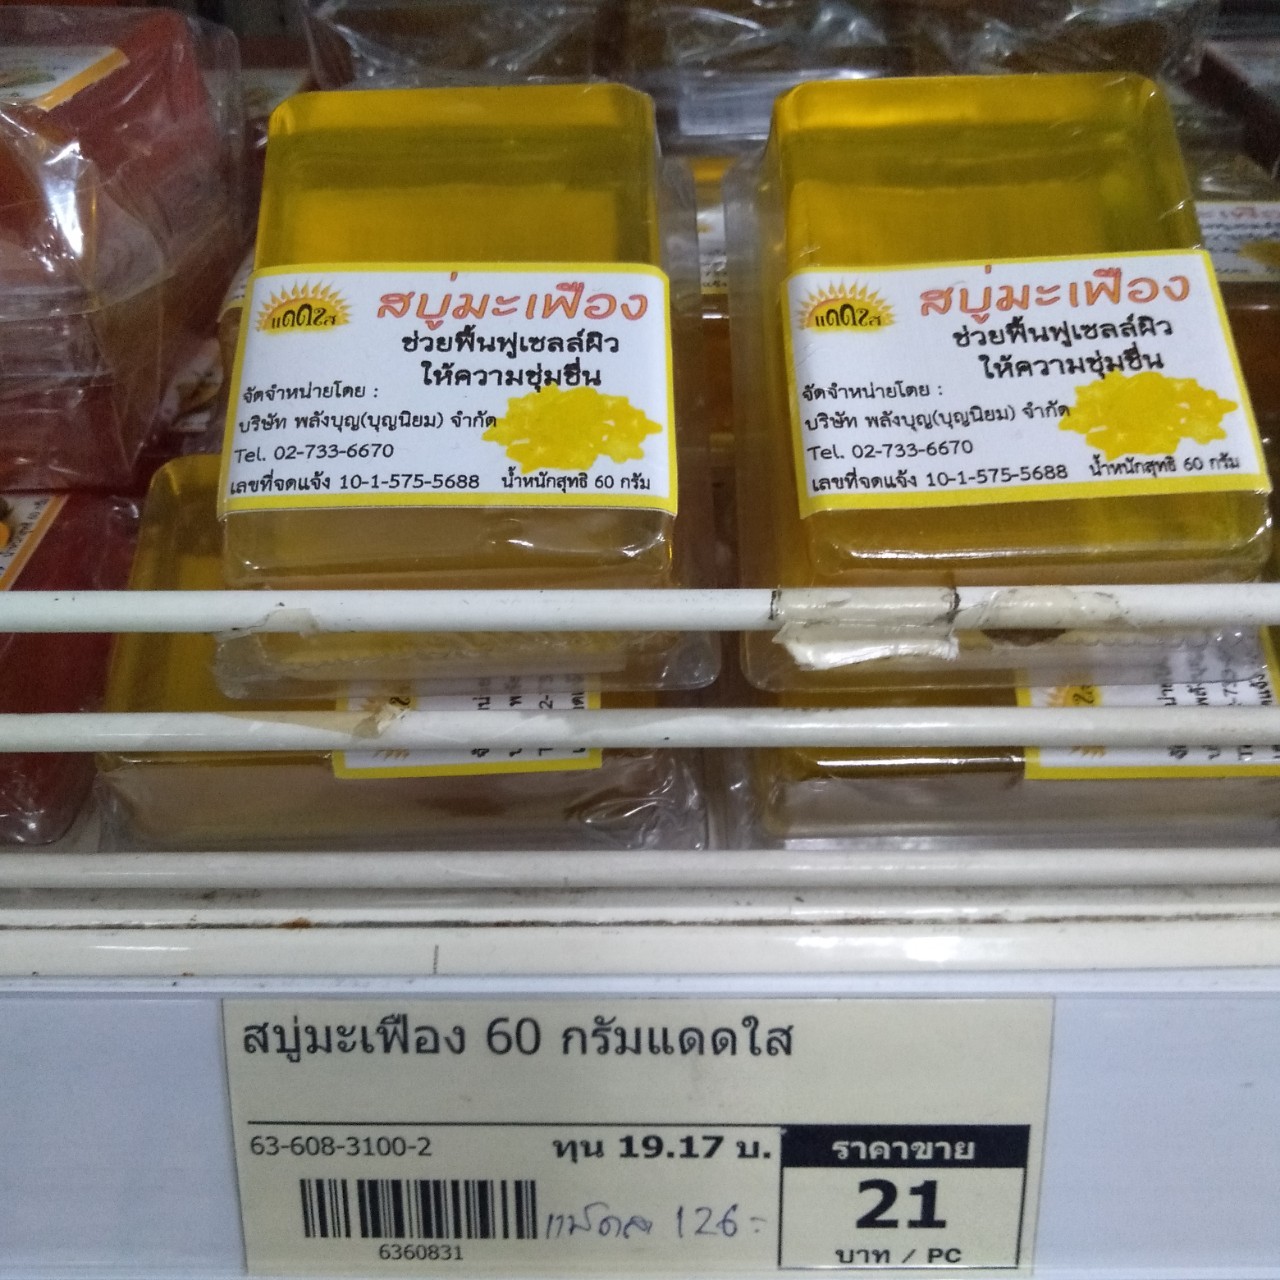 แดดใส
สบู่มะเฟือง
ช่วยฟื้นฟูเซลล์ผิว
ให้ความชุ่มชื่น
จัดจำหน่ายโดย :
บริษัท พลังบุญ(บุญนิยม) จำกัด
Tel. 02-733-6670
เลขที่จดแจ้ง 10-1-575-5688 น้ำหนักสุทธิ 60 กรัม
แดดใส
สบู่มะเฟือง
ช่วยฟื้นฟูเซลล์ผิว
ให้ความชุ่มชื่น
จัดจำหน่ายโดย :
บริษัท พลังบุญ(บุญนิยม) จำกัด
Tel. 02-733-6670
เลขที่จดแจ้ง 10-1-575-5688 น้ำหนักสุทธิ 60 กรัม
สบู่มะเฟือง 60 กรัมแดดใส
63-608-3100-2 ทุน 19.17 บ.
ราคาขาย
21
บาท / PC
126.-
6360831